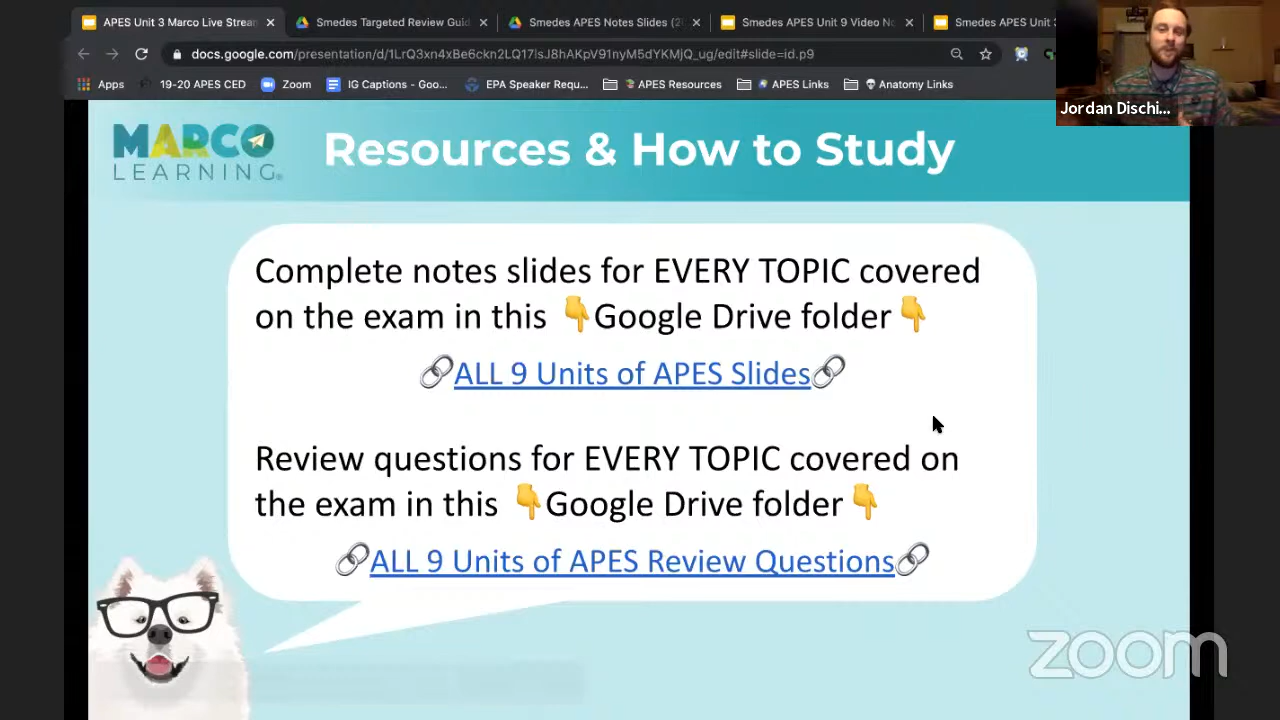 APES Unit 3 Marco Live Stream
Smedes Targeted Review Guid
Smedes APES Notes Slides (2
Smedes APES Unit 9 Video No
Smedes APES Unit 3
docs.google.com/presentation/d/
/edit#slide=id.p9
Apps
19-20 APES CED
Zoom
IG Captions - Goo...
EPA Speaker Requ...
APES Resources
APES Links
Anatomy Links
Jordan Dischi...
MARCO
LEARNING
Resources & How to Study
Complete notes slides for EVERY TOPIC covered
on the exam in this 👇Google Drive folder👇
🔗ALL 9 Units of APES Slides🔗
Review questions for EVERY TOPIC covered on
the exam in this 👇Google Drive folder👇
🔗ALL 9 Units of APES Review Questions🔗
zoom